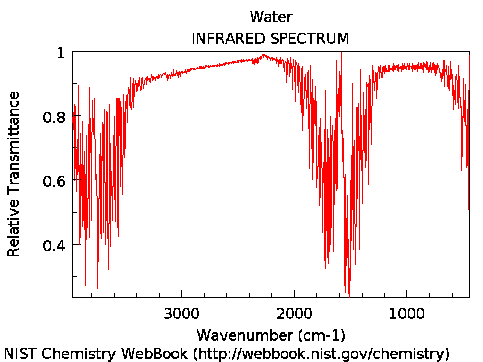 Water
INFRARED SPECTRUM
1
0.8
0.6
0.4
Relative Transmittance
3000 2000 1000
Wavenumber (cm-1)
NIST Chemistry WebBook (http://webbook.nist.gov/chemistry)